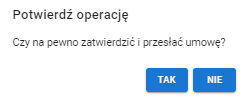 Potwierdź operację
Czy na pewno zatwierdzić i przesłać umowę?
TAK NIE